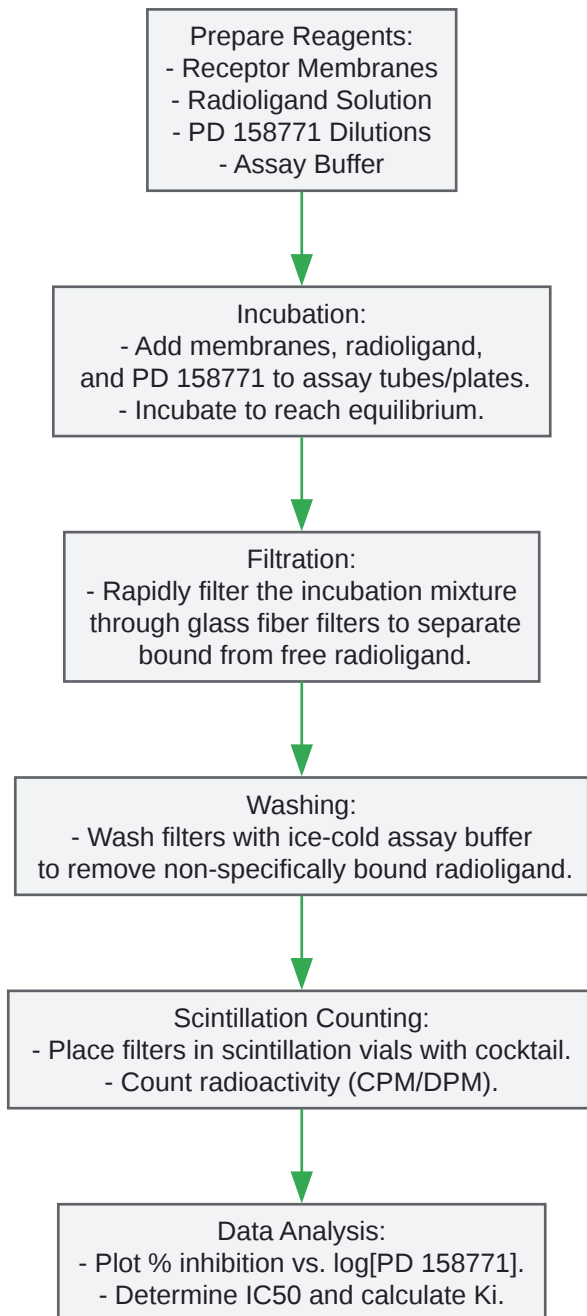 Prepare Reagents:
- Receptor Membranes
- Radioligand Solution
- PD 158771 Dilutions
- Assay Buffer
Incubation:
- Add membranes, radioligand,
and PD 158771 to assay tubes/plates.
- Incubate to reach equilibrium.
Filtration:
- Rapidly filter the incubation mixture
through glass fiber filters to separate
bound from free radioligand.
Washing:
- Wash filters with ice-cold assay buffer
to remove non-specifically bound radioligand.
Scintillation Counting:
- Place filters in scintillation vials with cocktail.
- Count radioactivity (CPM/DPM).
Data Analysis:
- Plot % inhibition vs. log[PD 158771].
- Determine IC50 and calculate Ki.